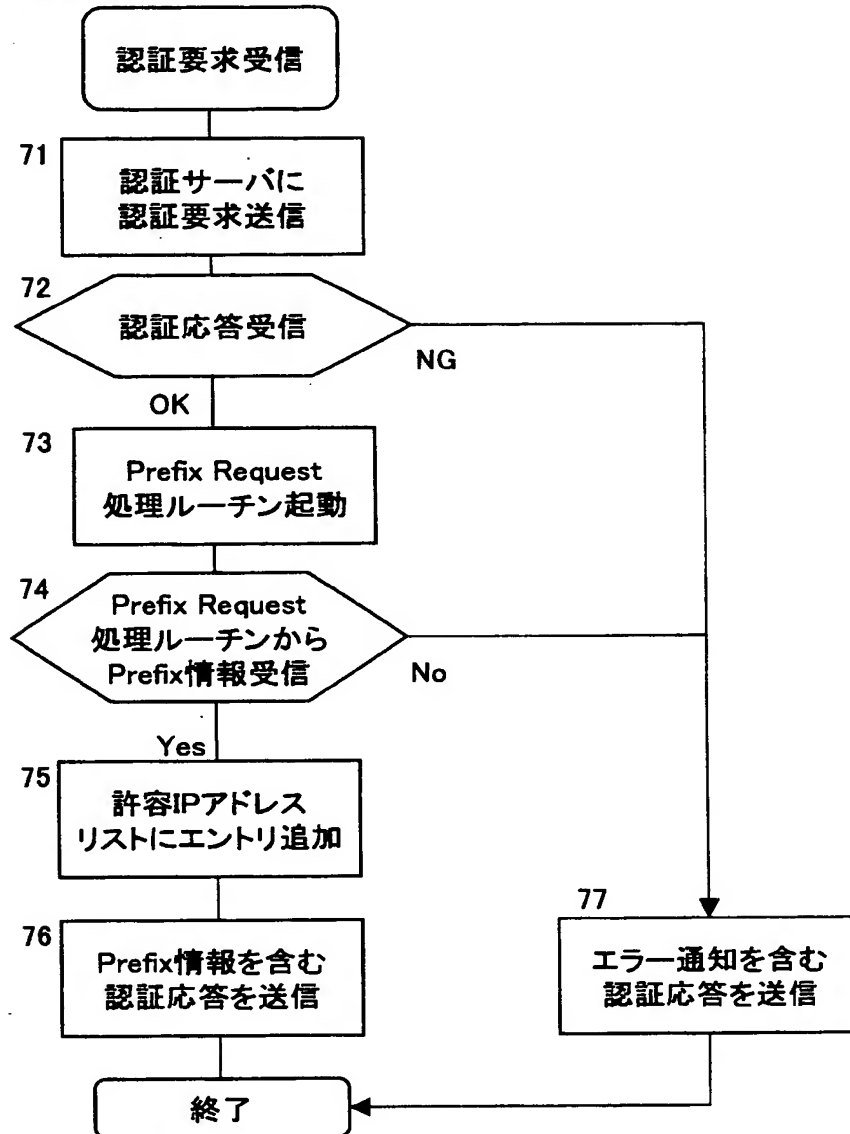 認証要求受信
71
認証サーバに
認証要求送信
72
認証応答受信
NG
OK
73
Prefix Request
処理ルーチン起動
74
Prefix Request
処理ルーチンから
Prefix情報受信
No
Yes
75
許容IPアドレス
リストにエントリ追加
76
Prefix情報を含む
認証応答を送信
77
エラー通知を含む
認証応答を送信
終了